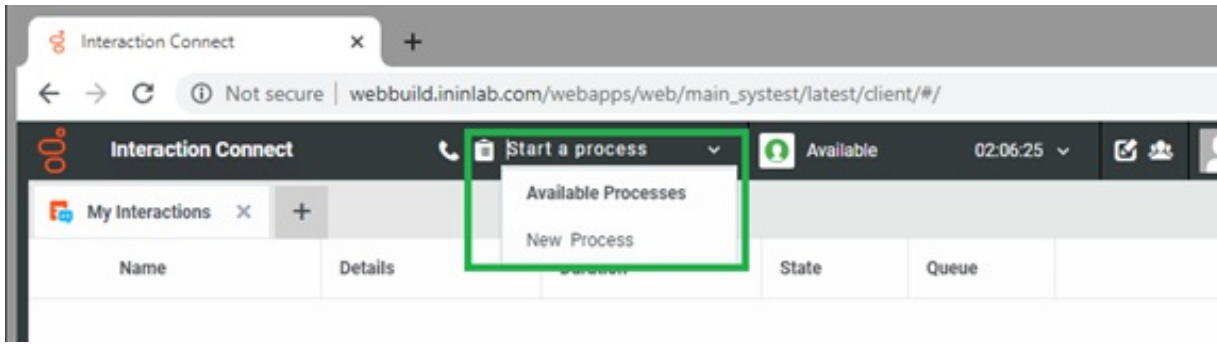 Interaction Connect
Not secure | webbuild.ininlab.com/webapps/web/main_systest/latest/client/#/
Interaction Connect Start a process Available 02:06:25
Available Processes
My Interactions
New Process
Name Details Duration State Queue